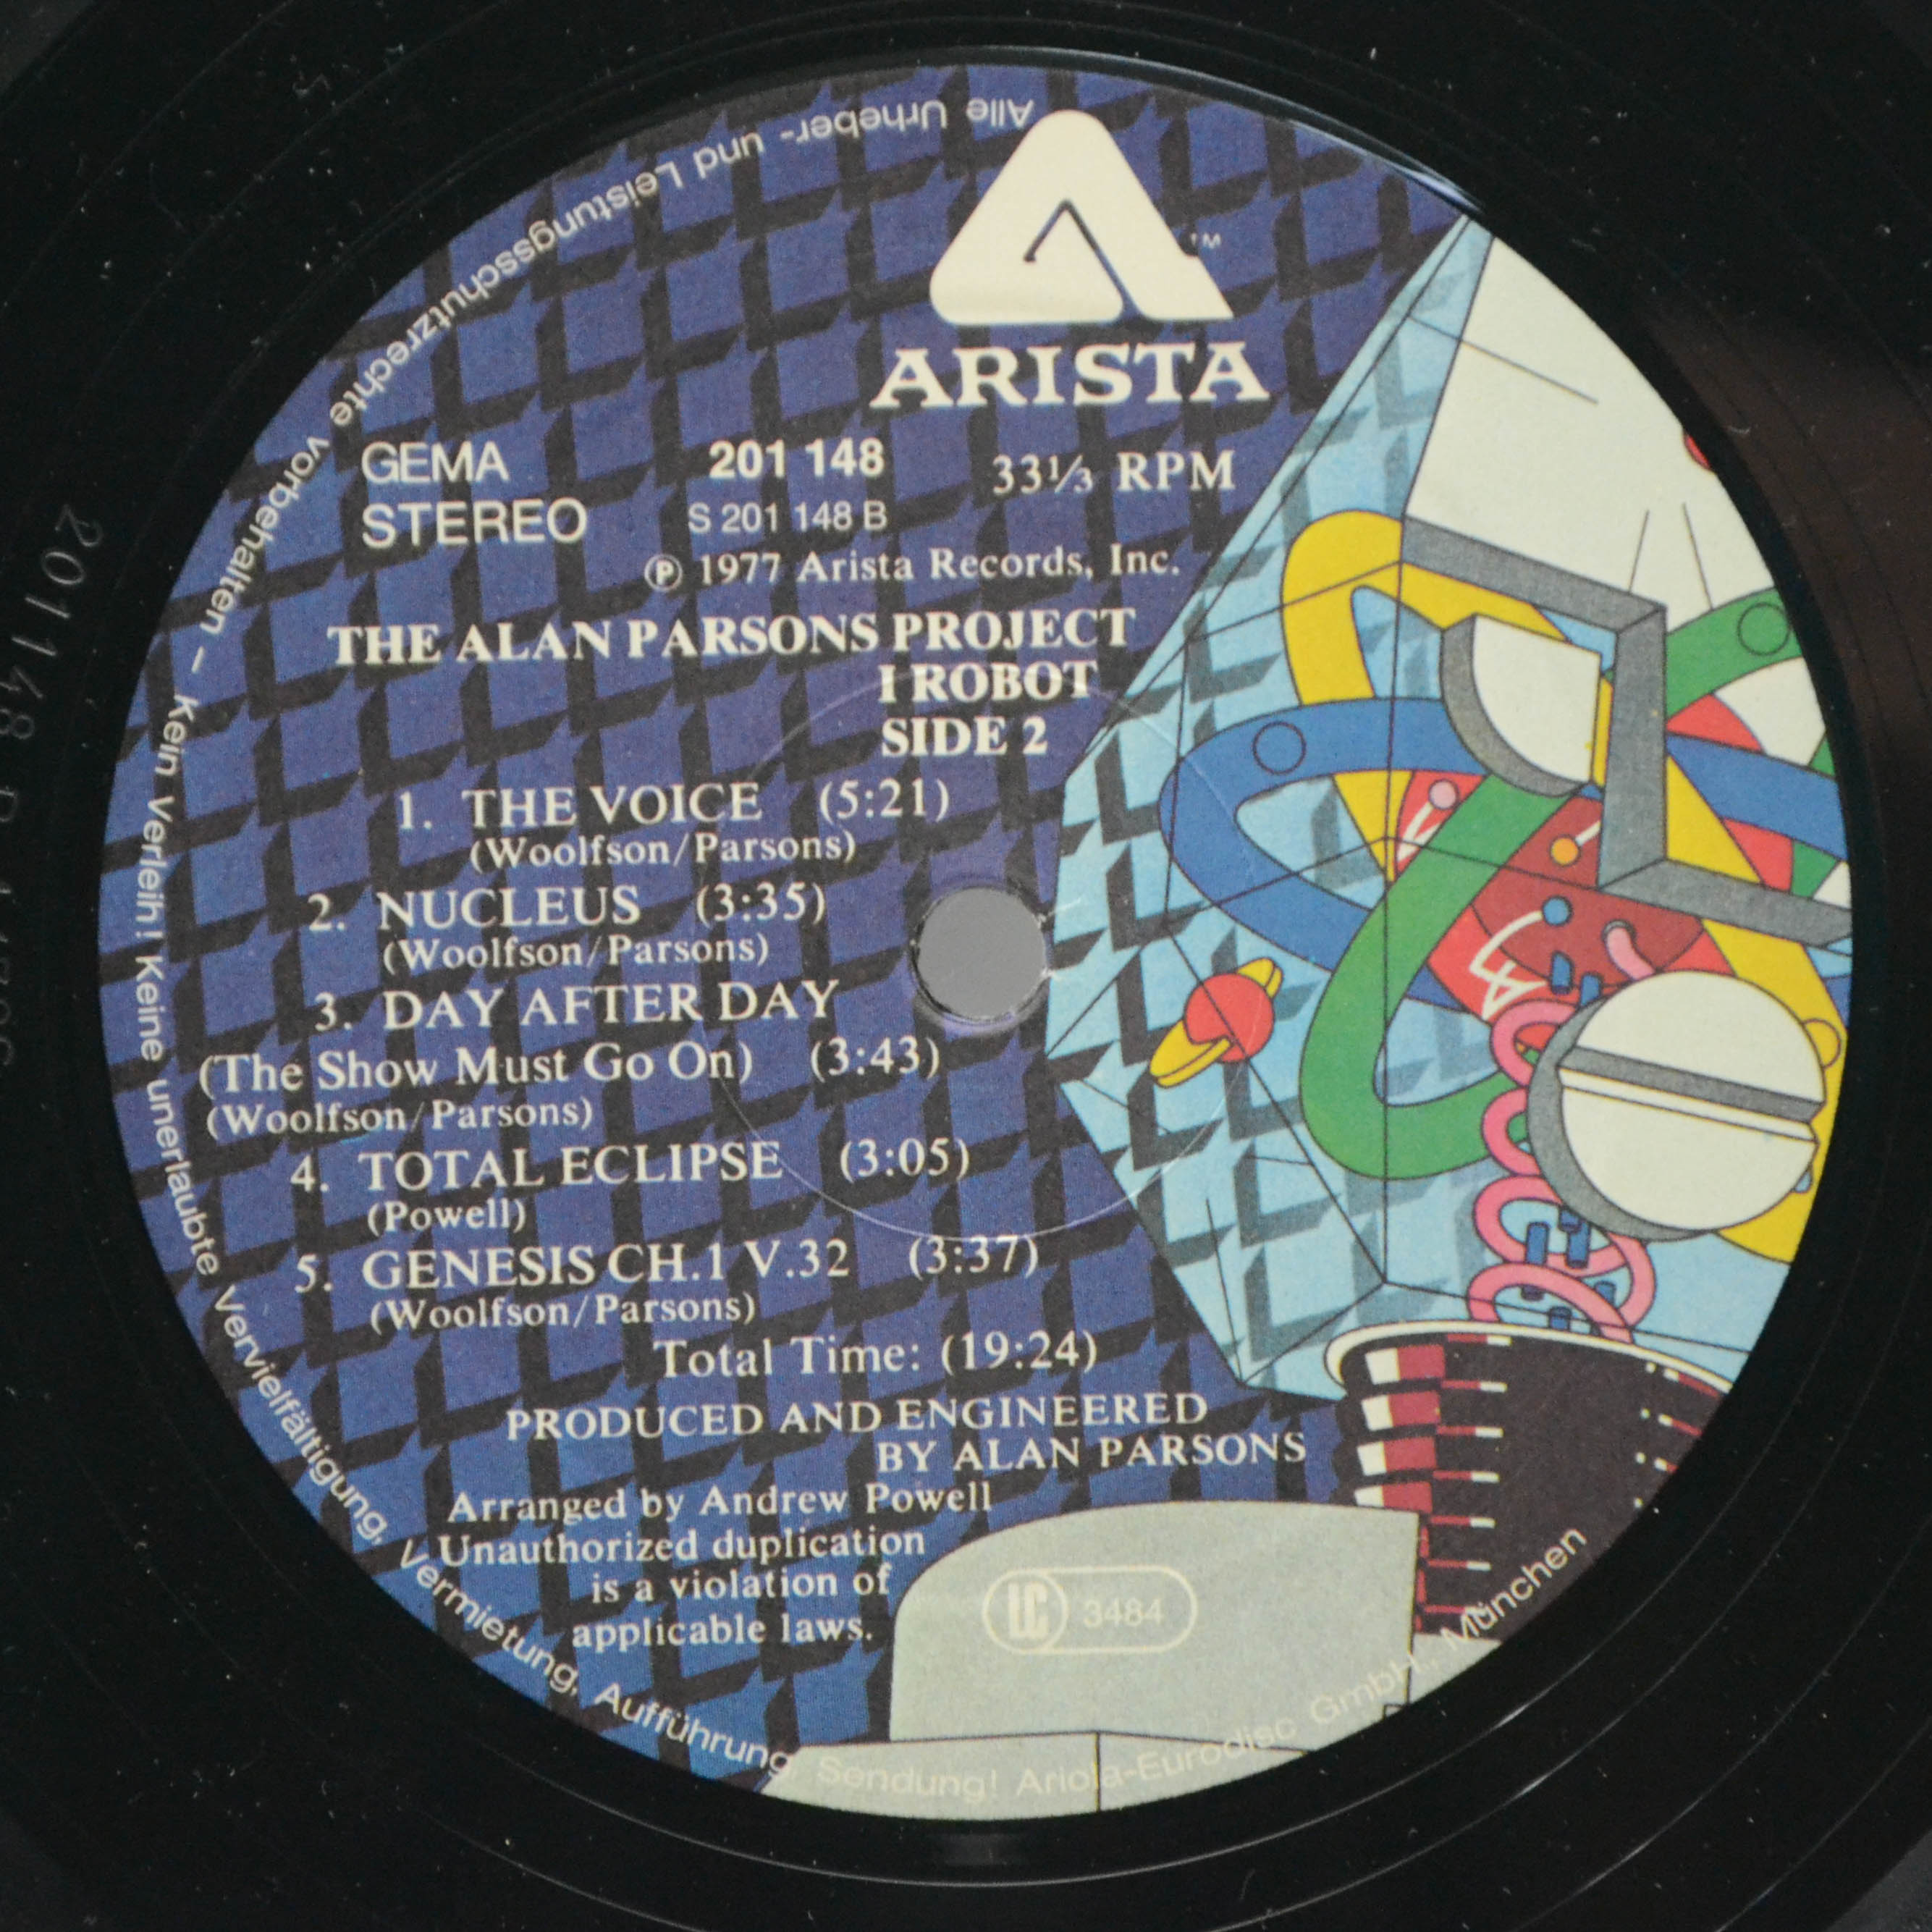 ARISTA
TM
GEMA 201 148 33⅓ RPM
STEREO S 201 148 B
℗ 1977 Arista Records, Inc.
THE ALAN PARSONS PROJECT
I ROBOT
SIDE 2
1. THE VOICE (5:21)
(Woolfson/Parsons)
2. NUCLEUS (3:35)
(Woolfson/Parsons)
3. DAY AFTER DAY
(The Show Must Go On) (3:43)
(Woolfson/Parsons)
4. TOTAL ECLIPSE (3:05)
(Powell)
5. GENESIS CH.1 V.32 (3:37)
(Woolfson/Parsons)
Total Time: (19:24)
PRODUCED AND ENGINEERED
BY ALAN PARSONS
Arranged by Andrew Powell
Unauthorized duplication
is a violation of
applicable laws.
LC 3484
Alle Urheber- und Leistungsschutzrechte vorbehalten – Kein Verleih! Keine unerlaubte Vervielfältigung, Vermietung, Aufführung, Sendung! Ariola-Eurodisc GmbH., München
201148